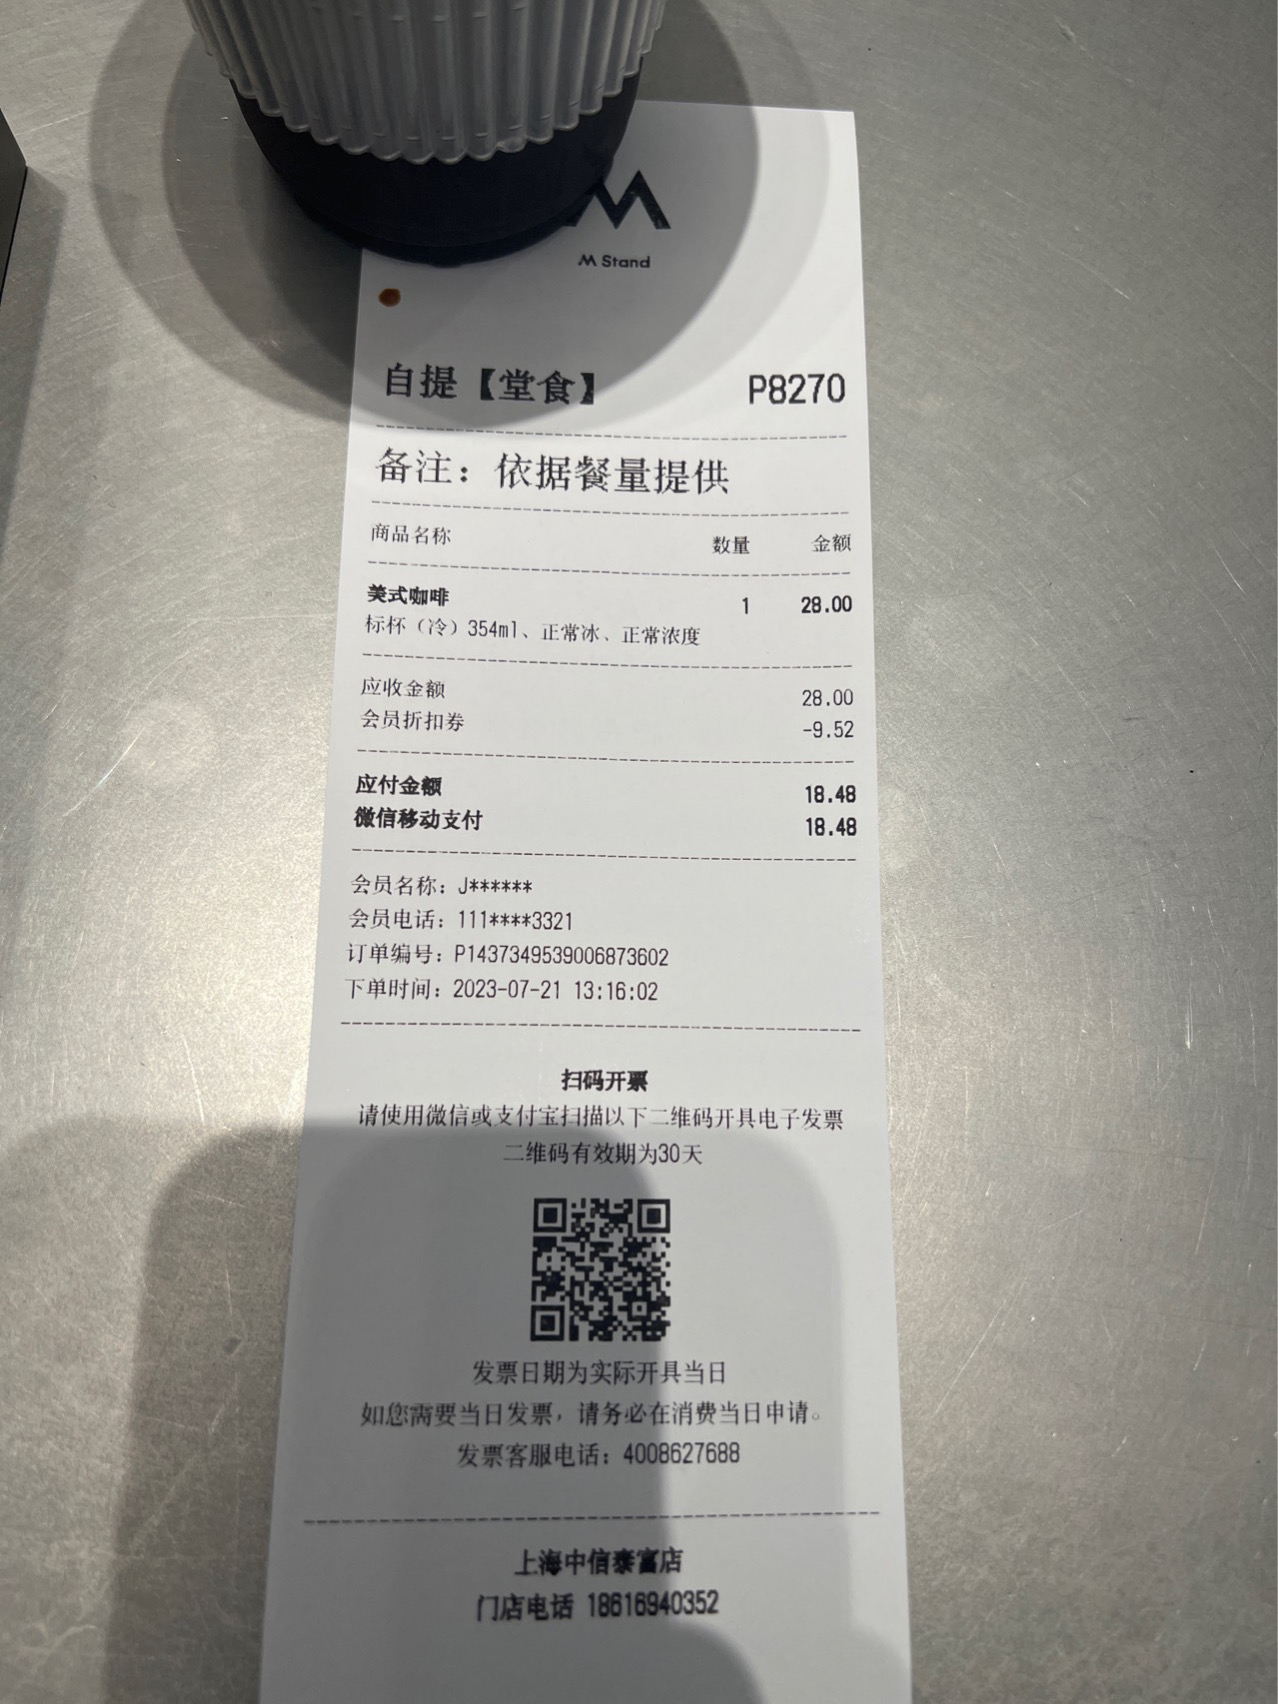 M Stand
自提【堂食】 P8270
备注：依据餐量提供
商品名称 数量 金额
美式咖啡 1 28.00
标杯（冷）354ml、正常冰、正常浓度
应收金额 28.00
会员折扣券 -9.52
应付金额 18.48
微信移动支付 18.48
会员名称：J******
会员电话：111****3321
订单编号：P1437349539006873602
下单时间：2023-07-21 13:16:02
扫码开票
请使用微信或支付宝扫描以下二维码开具电子发票
二维码有效期为30天
发票日期为实际开具当日
如您需要当日发票，请务必在消费当日申请。
发票客服电话：4008627688
上海中信泰富店
门店电话 18616940352